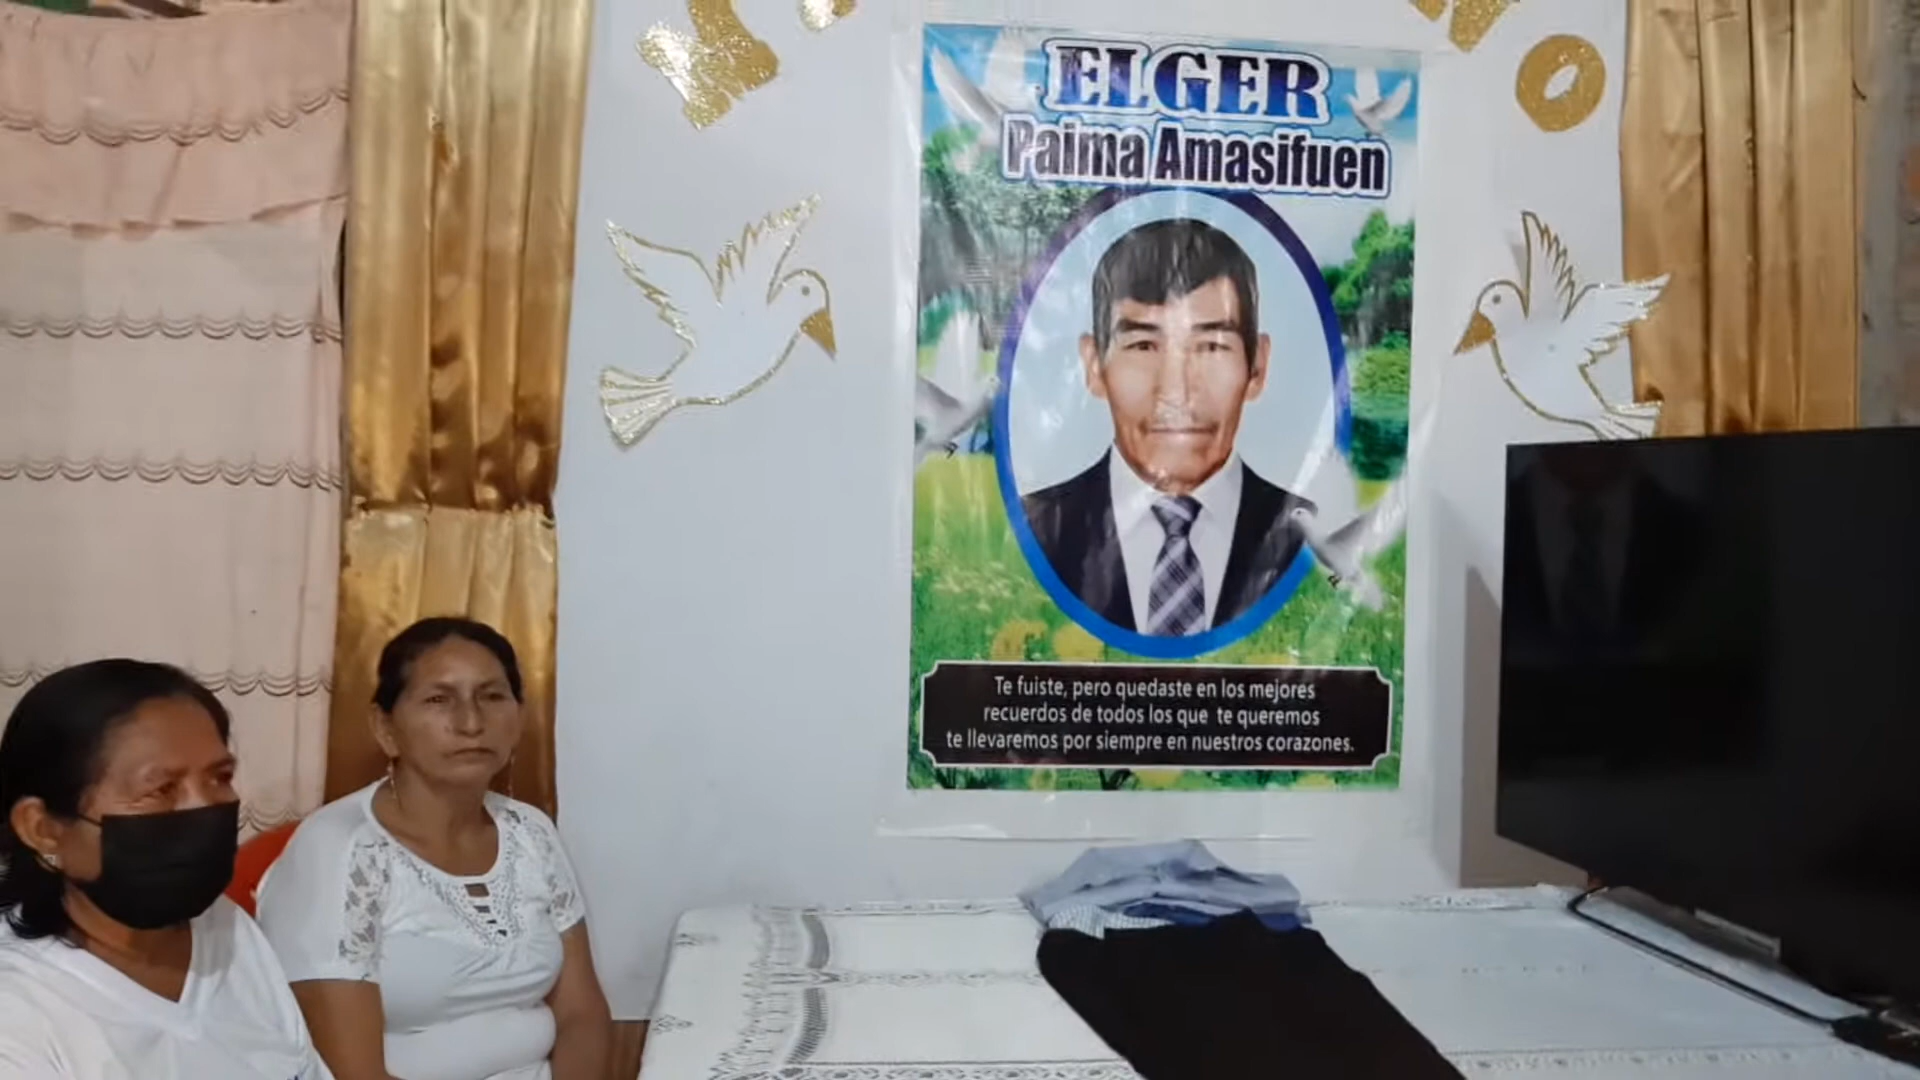 ELGER
Paima Amasifuen
Te fuiste, pero quedaste en los mejores
recuerdos de todos los que te queremos
te llevaremos por siempre en nuestros corazones.